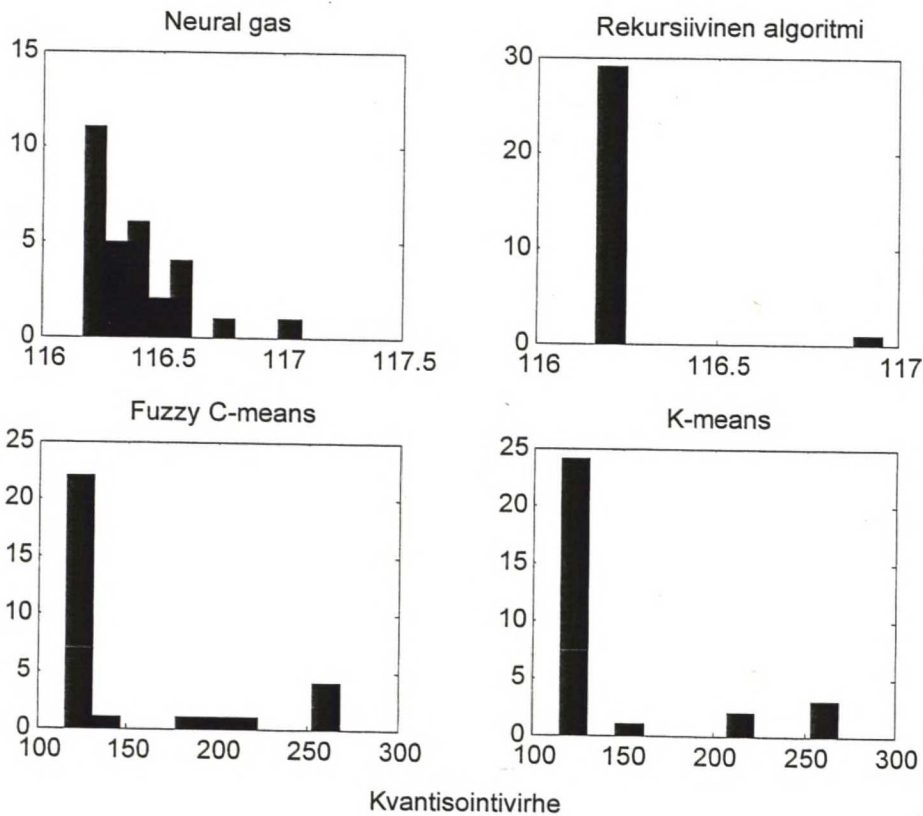 Neural gas
15
10
5
0
116 116.5 117 117.5
Rekursiivinen algoritmi
30
20
10
0
116 116.5 117
Fuzzy C-means
25
20
15
10
5
0
100 150 200 250 300
K-means
25
20
15
10
5
0
100 150 200 250 300
Kvantisointivirhe